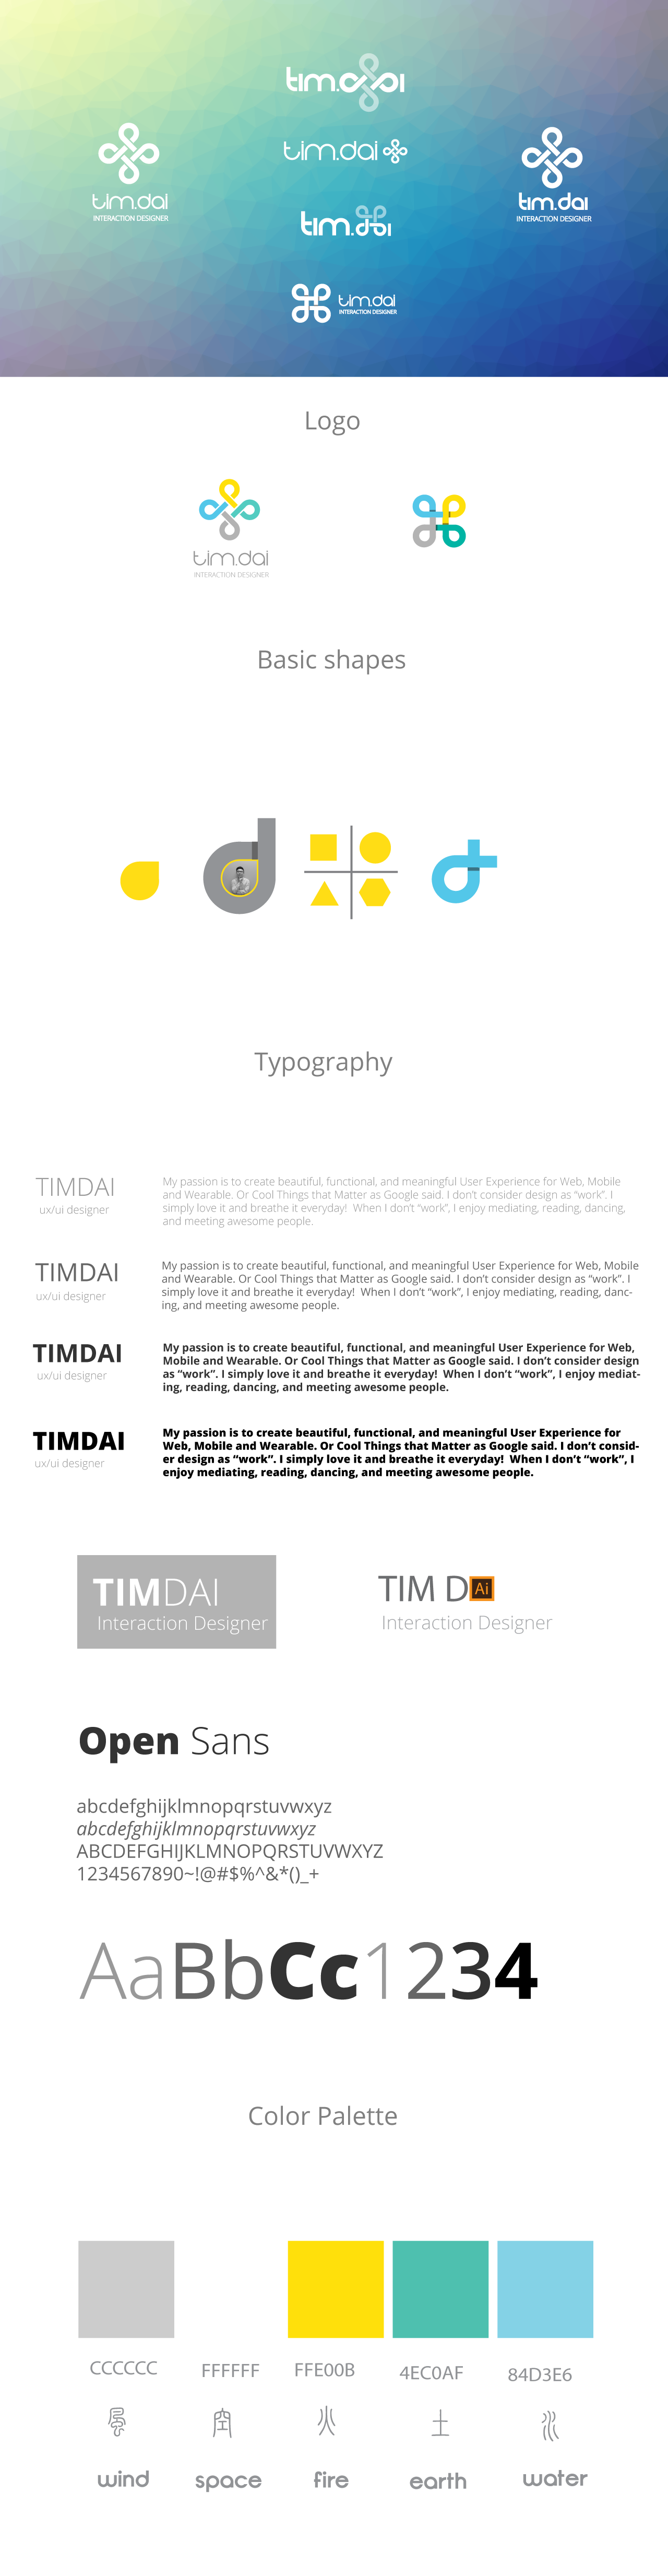 tim.dai
tim.dai
INTERACTION DESIGNER
tim.dai
tim.dai
INTERACTION DESIGNER
tim.dai
tim.dai
INTERACTION DESIGNER
Logo
tim.dai
INTERACTION DESIGNER
Basic shapes
Typography
TIMDAI
ux/ui designer
My passion is to create beautiful, functional, and meaningful User Experience for Web, Mobile
and Wearable. Or Cool Things that Matter as Google said. I don't consider design as “work”. I
simply love it and breathe it everyday!  When I don't “work”, I enjoy mediating, reading, dancing,
and meeting awesome people.
TIMDAI
ux/ui designer
My passion is to create beautiful, functional, and meaningful User Experience for Web, Mobile
and Wearable. Or Cool Things that Matter as Google said. I don't consider design as “work”. I
simply love it and breathe it everyday!  When I don't “work”, I enjoy mediating, reading, danc-
ing, and meeting awesome people.
TIMDAI
ux/ui designer
My passion is to create beautiful, functional, and meaningful User Experience for Web,
Mobile and Wearable. Or Cool Things that Matter as Google said. I don't consider design
as “work”. I simply love it and breathe it everyday!  When I don't “work”, I enjoy mediat-
ing, reading, dancing, and meeting awesome people.
TIMDAI
ux/ui designer
My passion is to create beautiful, functional, and meaningful User Experience for
Web, Mobile and Wearable. Or Cool Things that Matter as Google said. I don't consid-
er design as “work”. I simply love it and breathe it everyday!  When I don't “work”, I
enjoy mediating, reading, dancing, and meeting awesome people.
TIMDAI
Interaction Designer
TIM DAi
Interaction Designer
Open Sans
abcdefghijklmnopqrstuvwxyz
abcdefghijklmnopqrstuvwxyz
ABCDEFGHIJKLMNOPQRSTUVWXYZ
1234567890~!@#$%^&*()_+
AaBbCc1234
Color Palette
CCCCCC FFFFFF FFE00B 4EC0AF 84D3E6
風 空 火 土 水
wind space fire earth water